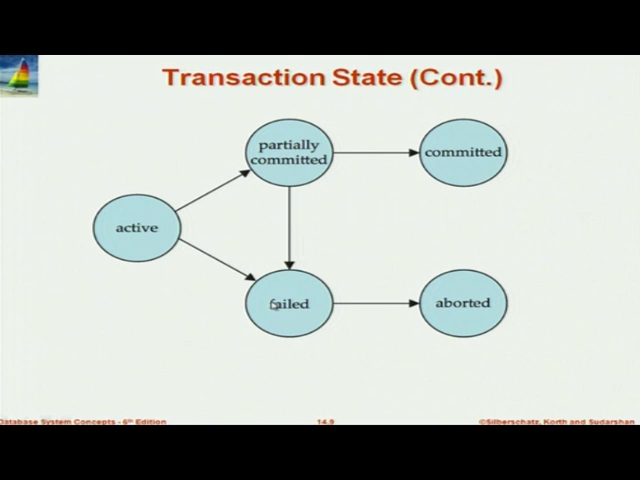 Transaction State (Cont.)
partially
committed
committed
active
failed
aborted
Database System Concepts - 6th Edition
14.9
©Silberschatz, Korth and Sudarshan